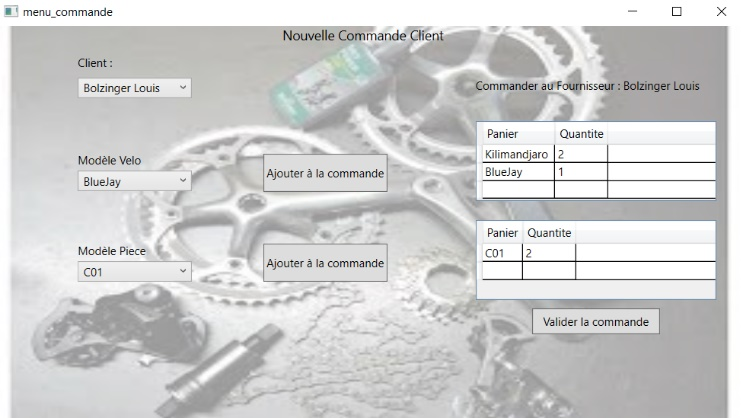 menu_commande
Nouvelle Commande Client
Client :
Bolzinger Louis
Commander au Fournisseur : Bolzinger Louis
Panier Quantite
Kilimandjaro 2
BlueJay 1
Modèle Velo
BlueJay
Ajouter à la commande
Panier Quantite
C01 2
Modèle Piece
C01
Ajouter à la commande
Valider la commande